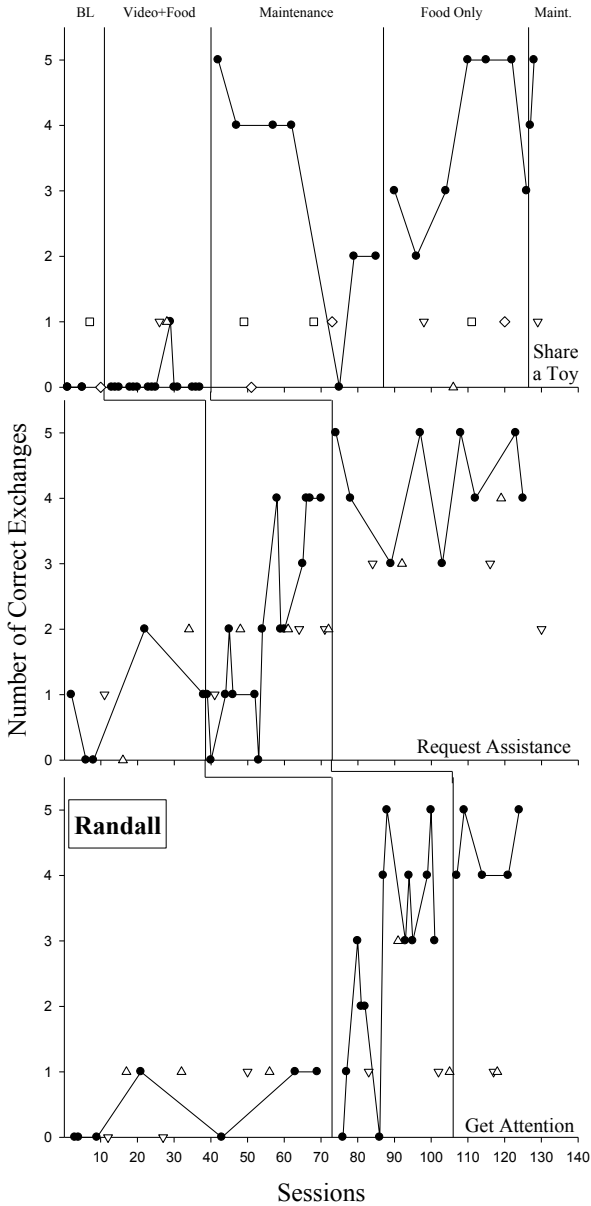 BL Video+Food Maintenance Food Only Maint.
5
4
3
2
1
0
Share
a Toy
5
4
3
2
1
0
Request Assistance
Number of Correct Exchanges
Randall
5
4
3
2
1
0
Get Attention
10 20 30 40 50 60 70 80 90 100 110 120 130 140
Sessions